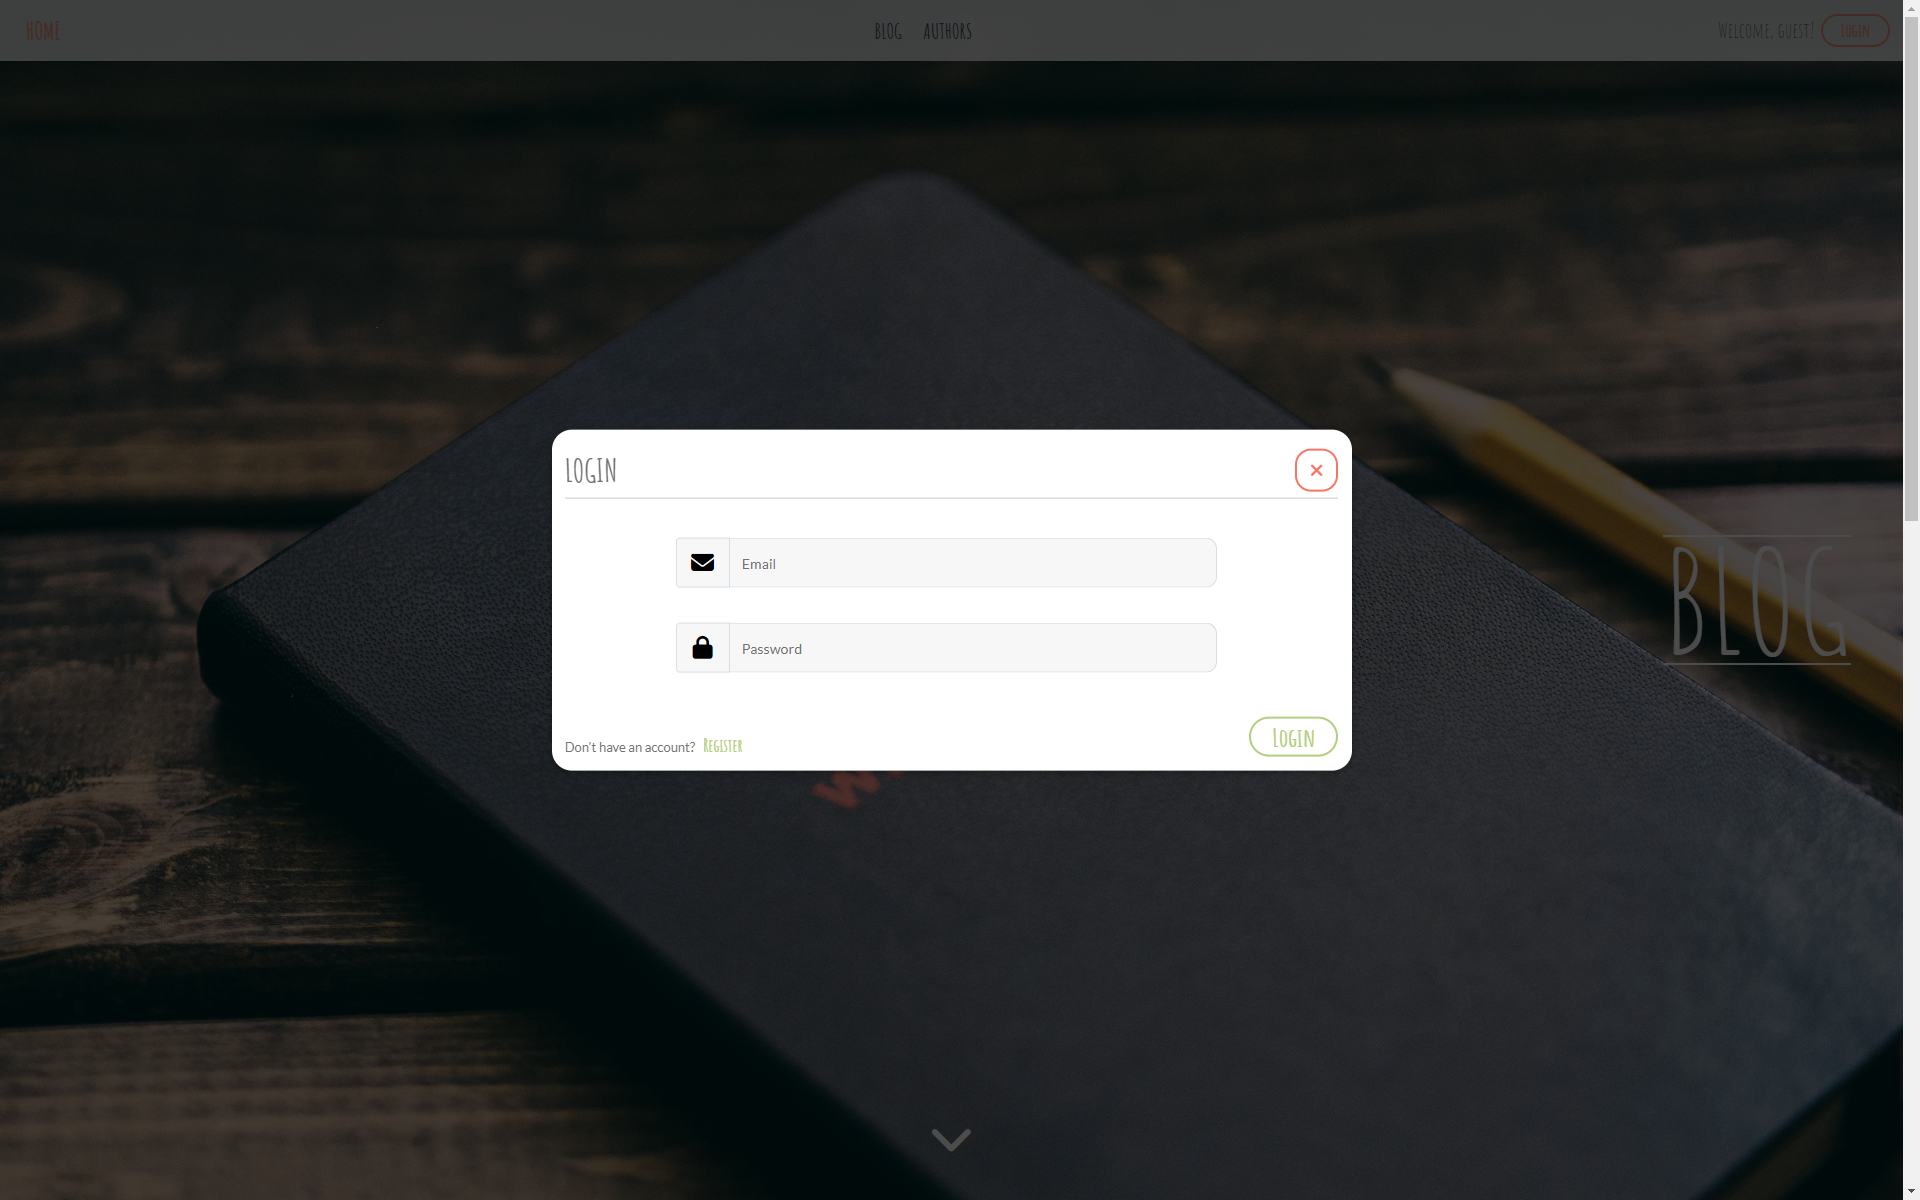 HOME
BLOG AUTHORS
Welcome, guest! Login
BLOG
LOGIN
Email
Password
Don't have an account? Register
Login